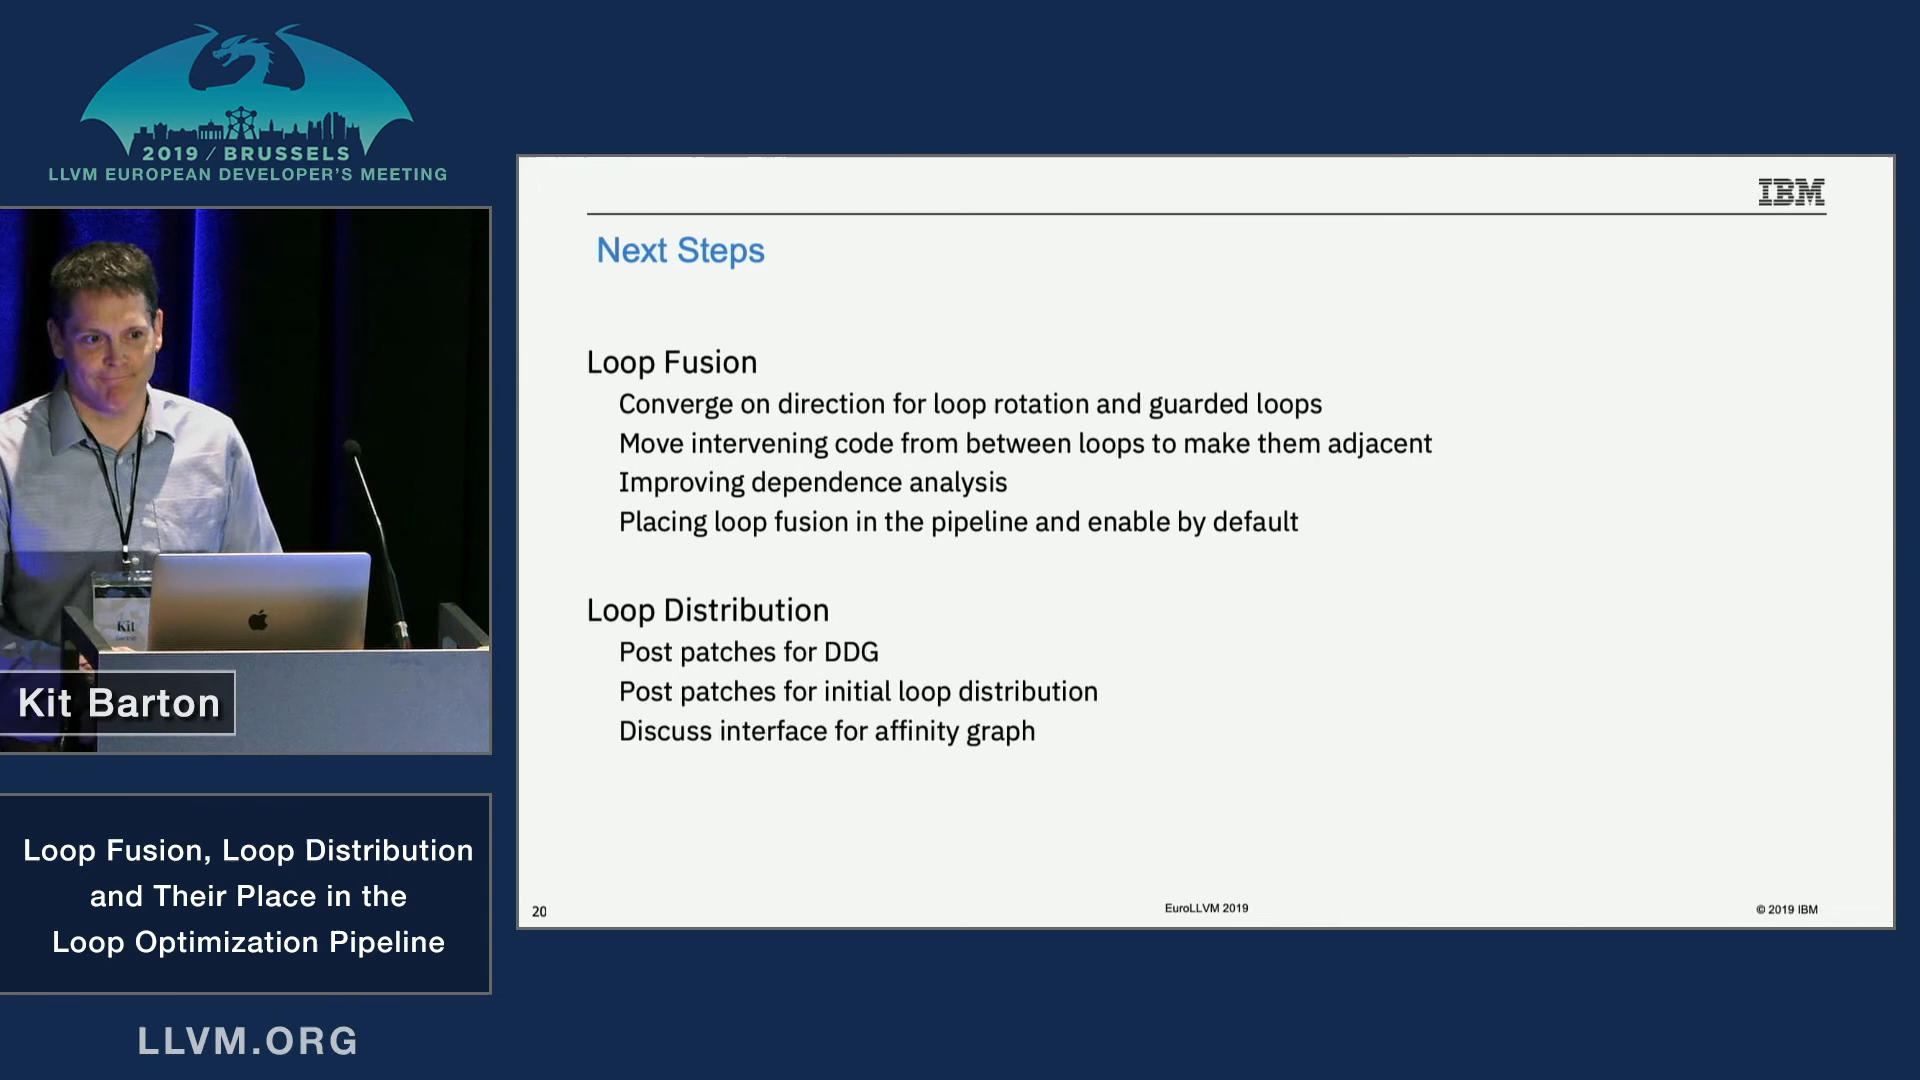 2019 / BRUSSELS
LLVM EUROPEAN DEVELOPER'S MEETING
Kit
Kit Barton
Loop Fusion, Loop Distribution
and Their Place in the
Loop Optimization Pipeline
LLVM.ORG
IBM
Next Steps
Loop Fusion
Converge on direction for loop rotation and guarded loops
Move intervening code from between loops to make them adjacent
Improving dependence analysis
Placing loop fusion in the pipeline and enable by default
Loop Distribution
Post patches for DDG
Post patches for initial loop distribution
Discuss interface for affinity graph
20
EuroLLVM 2019
© 2019 IBM